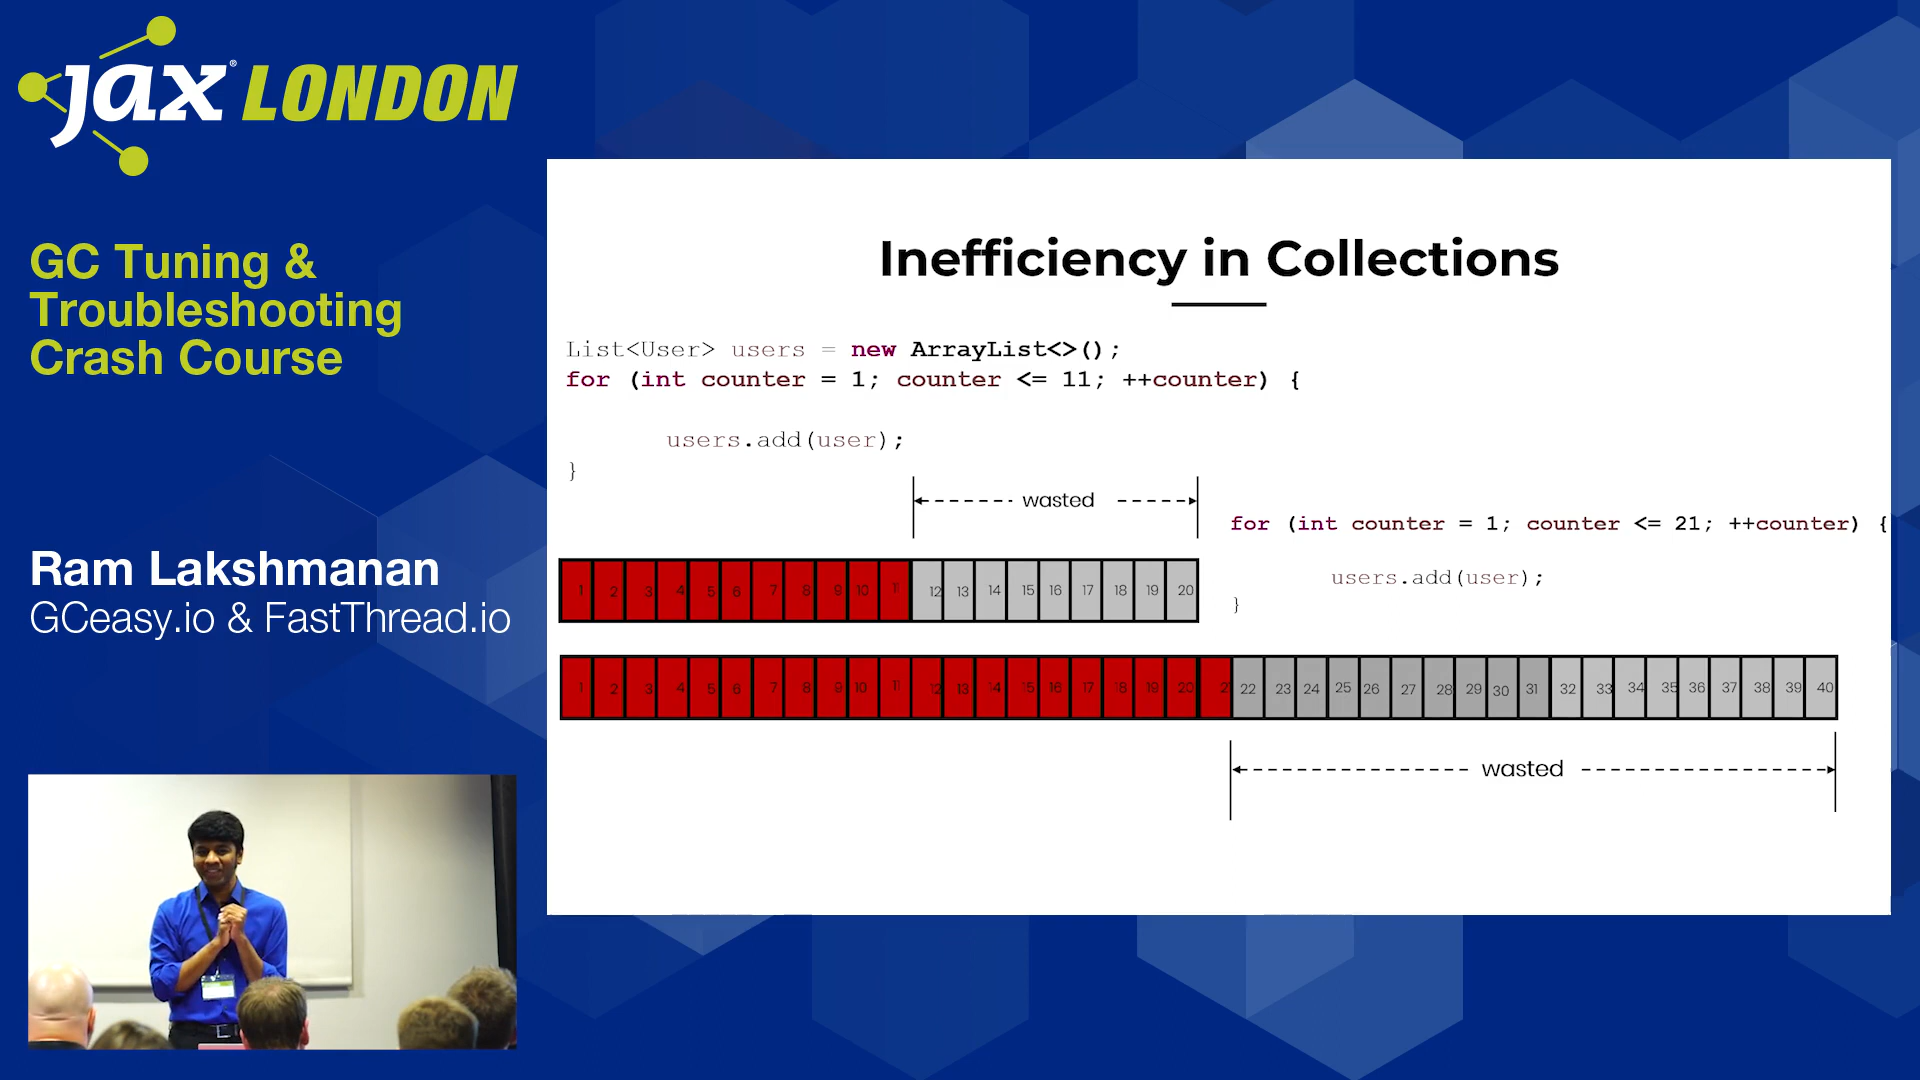 jax® LONDON
GC Tuning &
Troubleshooting
Crash Course
Ram Lakshmanan
GCeasy.io & FastThread.io
Inefficiency in Collections
List<User> users = new ArrayList<>();
for (int counter = 1; counter <= 11; ++counter) {
users.add(user);
}
wasted
for (int counter = 1; counter <= 21; ++counter) {
users.add(user);
}
1 2 3 4 5 6 7 8 9 10 11 12 13 14 15 16 17 18 19 20
1 2 3 4 5 6 7 8 9 10 11 12 13 14 15 16 17 18 19 20 21 22 23 24 25 26 27 28 29 30 31 32 33 34 35 36 37 38 39 40
wasted